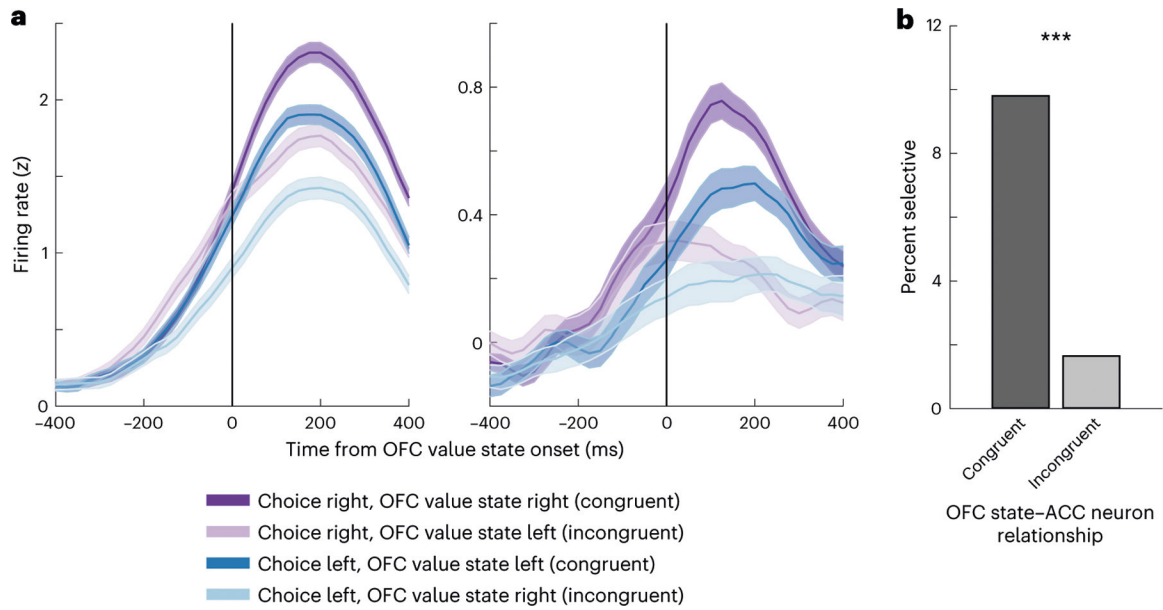 a
Firing rate (z)
2
1
0
–400
–200
0
200
400
0.8
0.4
0
–400
–200
0
200
400
Time from OFC value state onset (ms)
Choice right, OFC value state right (congruent)
Choice right, OFC value state left (incongruent)
Choice left, OFC value state left (congruent)
Choice left, OFC value state right (incongruent)
b
Percent selective
12
8
4
0
***
Congruent
Incongruent
OFC state–ACC neuron
relationship